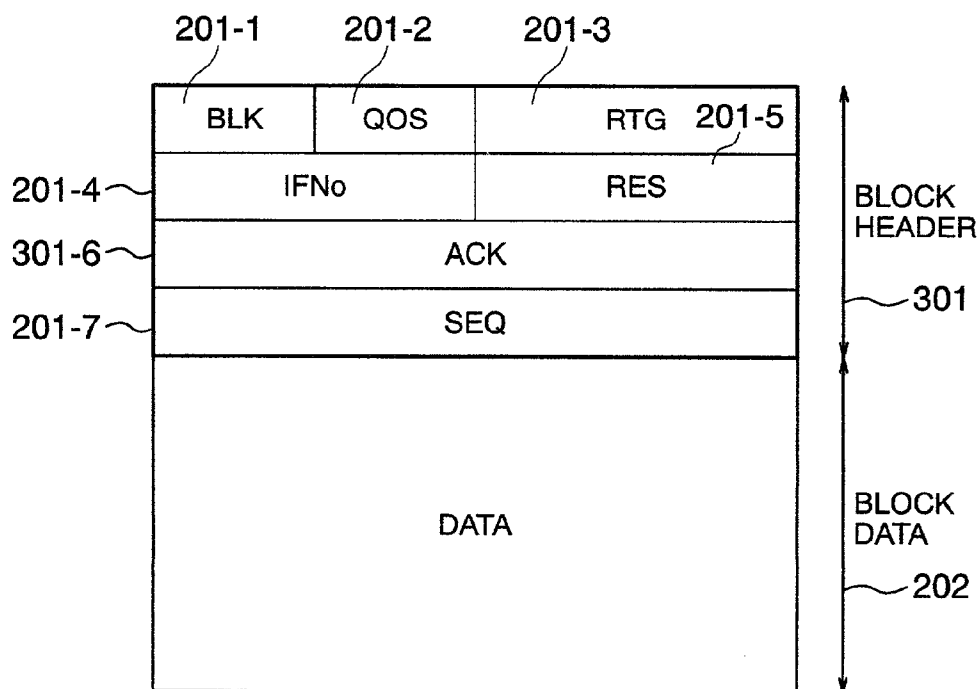 201-1 201-2 201-3
BLK QOS RTG 201-5
201-4 IFNo RES
BLOCK
HEADER
301-6 ACK
301
201-7 SEQ
DATA
BLOCK
DATA
202